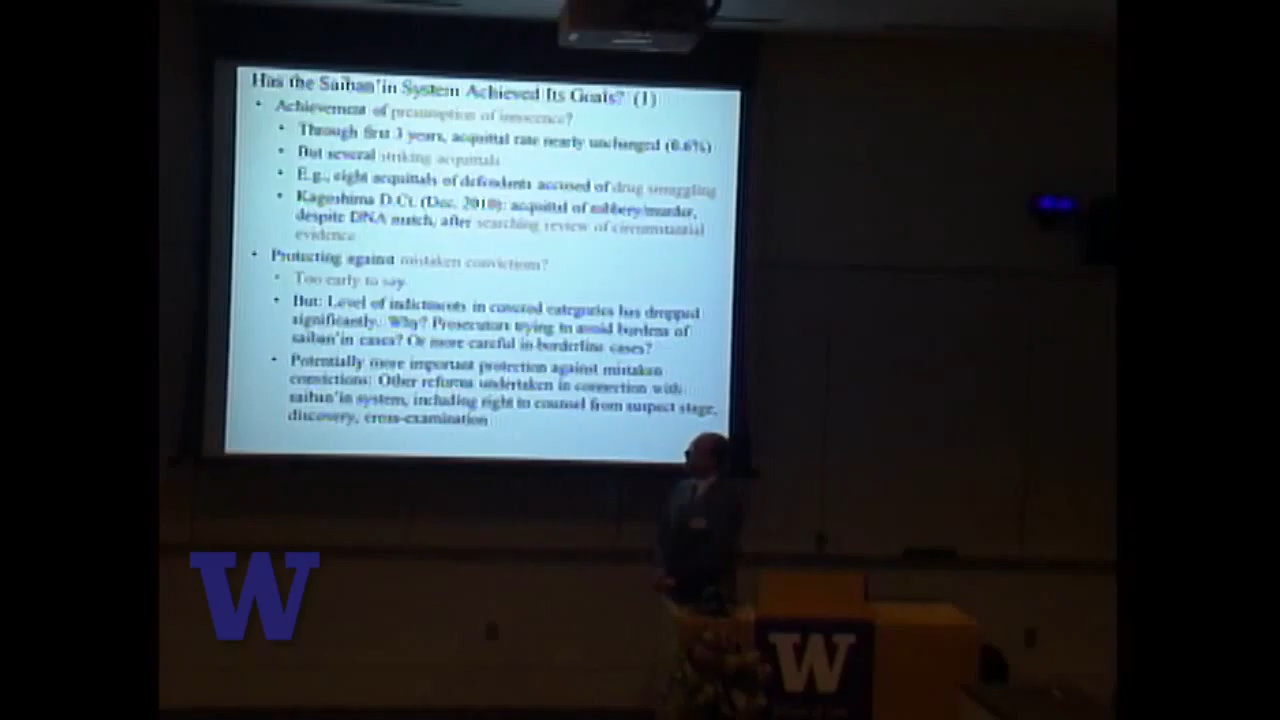 Has the Saiban'in System Achieved Its Goals? (1)
• Achievement of presumption of innocence?
• Through first 3 years, acquittal rate nearly unchanged (0.6%)
• But several striking acquittals
• E.g., eight acquittals of defendants accused of drug smuggling
• Kagoshima D.Ct. (Dec. 2010): acquittal of robbery/murder,
despite DNA match, after searching review of circumstantial
evidence
• Protecting against mistaken conviction?
• Too early to say.
• But: Level of indictments in covered categories has dropped
significantly. Why? Prosecutors trying to avoid burdens of
saiban'in cases? Or more careful in borderline cases?
• Potentially more important protection against mistaken
convictions: Other reforms undertaken in connection with
saiban'in system, including right to counsel from suspect stage,
discovery, cross-examination
W
W